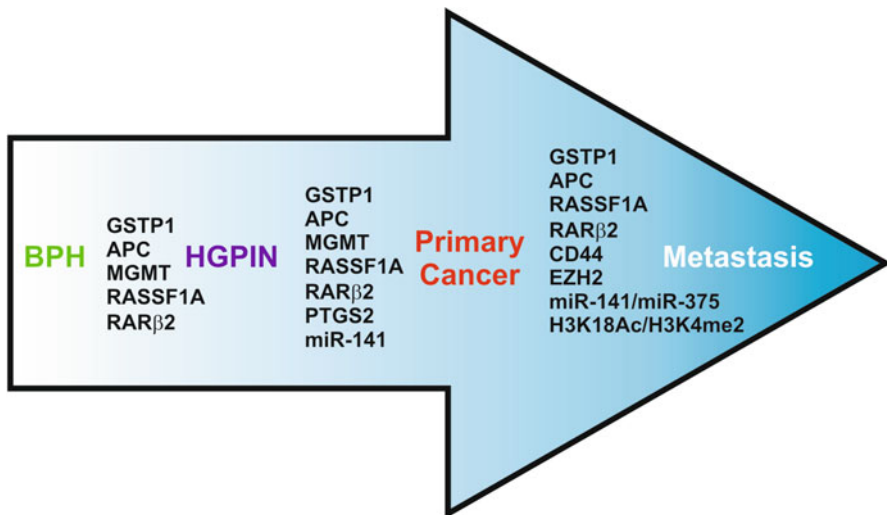 BPH
GSTP1
APC
MGMT
RASSF1A
RARβ2
HGPIN
GSTP1
APC
MGMT
RASSF1A
RARβ2
PTGS2
miR-141
Primary
Cancer
GSTP1
APC
RASSF1A
RARβ2
CD44
EZH2
miR-141/miR-375
H3K18Ac/H3K4me2
Metastasis